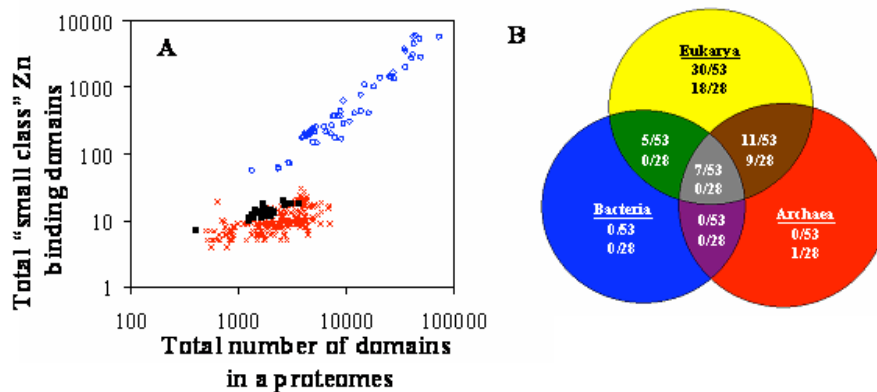 A
Total "small class" Zn
binding domains
10000
1000
100
10
1
100 1000 10000 100000
Total number of domains
in a proteomes
B
Eukarya
30/53
18/28
5/53
0/28
11/53
9/28
7/53
0/28
Bacteria
0/53
0/28
0/53
0/28
Archaea
0/53
1/28